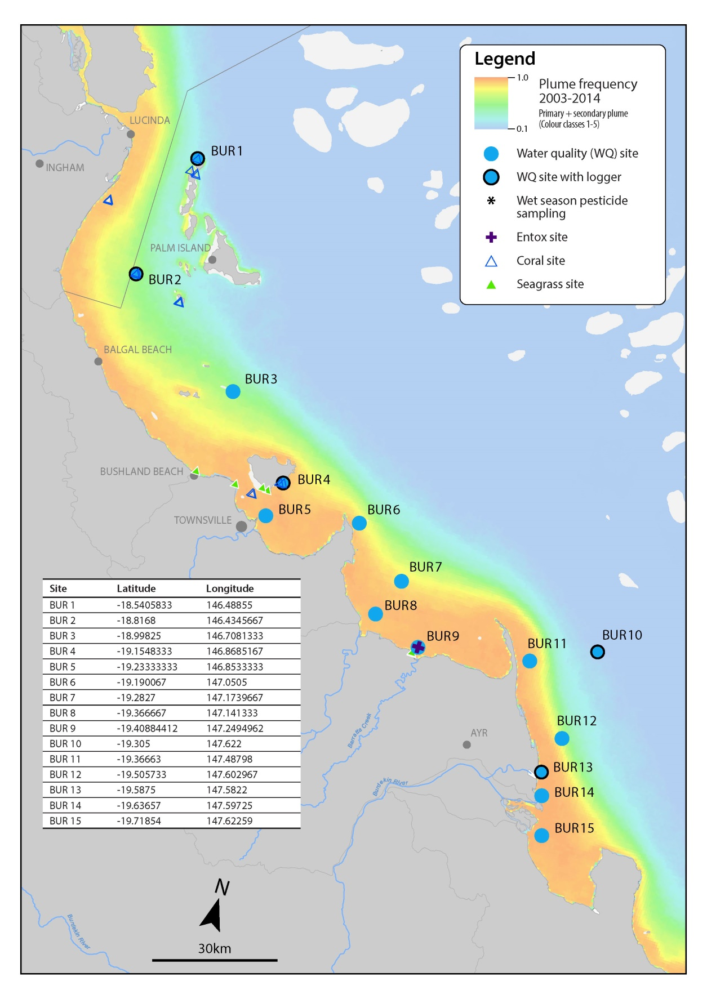 Legend
1.0
Plume frequency
2003-2014
Primary + secondary plume
(Colour classes 1-5)
0.1
Water quality (WQ) site
WQ site with logger
Wet season pesticide
sampling
Entox site
Coral site
Seagrass site
LUCINDA
INGHAM
BUR1
PALM ISLAND
BUR2
BALGAL BEACH
BUR3
BUSHLAND BEACH
BUR4
BUR5
TOWNSVILLE
BUR6
BUR7
BUR8
BUR9
BUR10
BUR11
BUR12
AYR
BUR13
BUR14
BUR15
Barratta Creek
Burdekin River
Burdekin River
Site Latitude Longitude
BUR 1 -18.5405833 146.48855
BUR 2 -18.8168 146.4345667
BUR 3 -18.99825 146.7081333
BUR 4 -19.1548333 146.8685167
BUR 5 -19.23333333 146.8533333
BUR 6 -19.190067 147.0505
BUR 7 -19.2827 147.1739667
BUR 8 -19.366667 147.141333
BUR 9 -19.40884412 147.2494962
BUR 10 -19.305 147.622
BUR 11 -19.36663 147.48798
BUR 12 -19.505733 147.602967
BUR 13 -19.5875 147.5822
BUR 14 -19.63657 147.59725
BUR 15 -19.71854 147.62259
N
30km